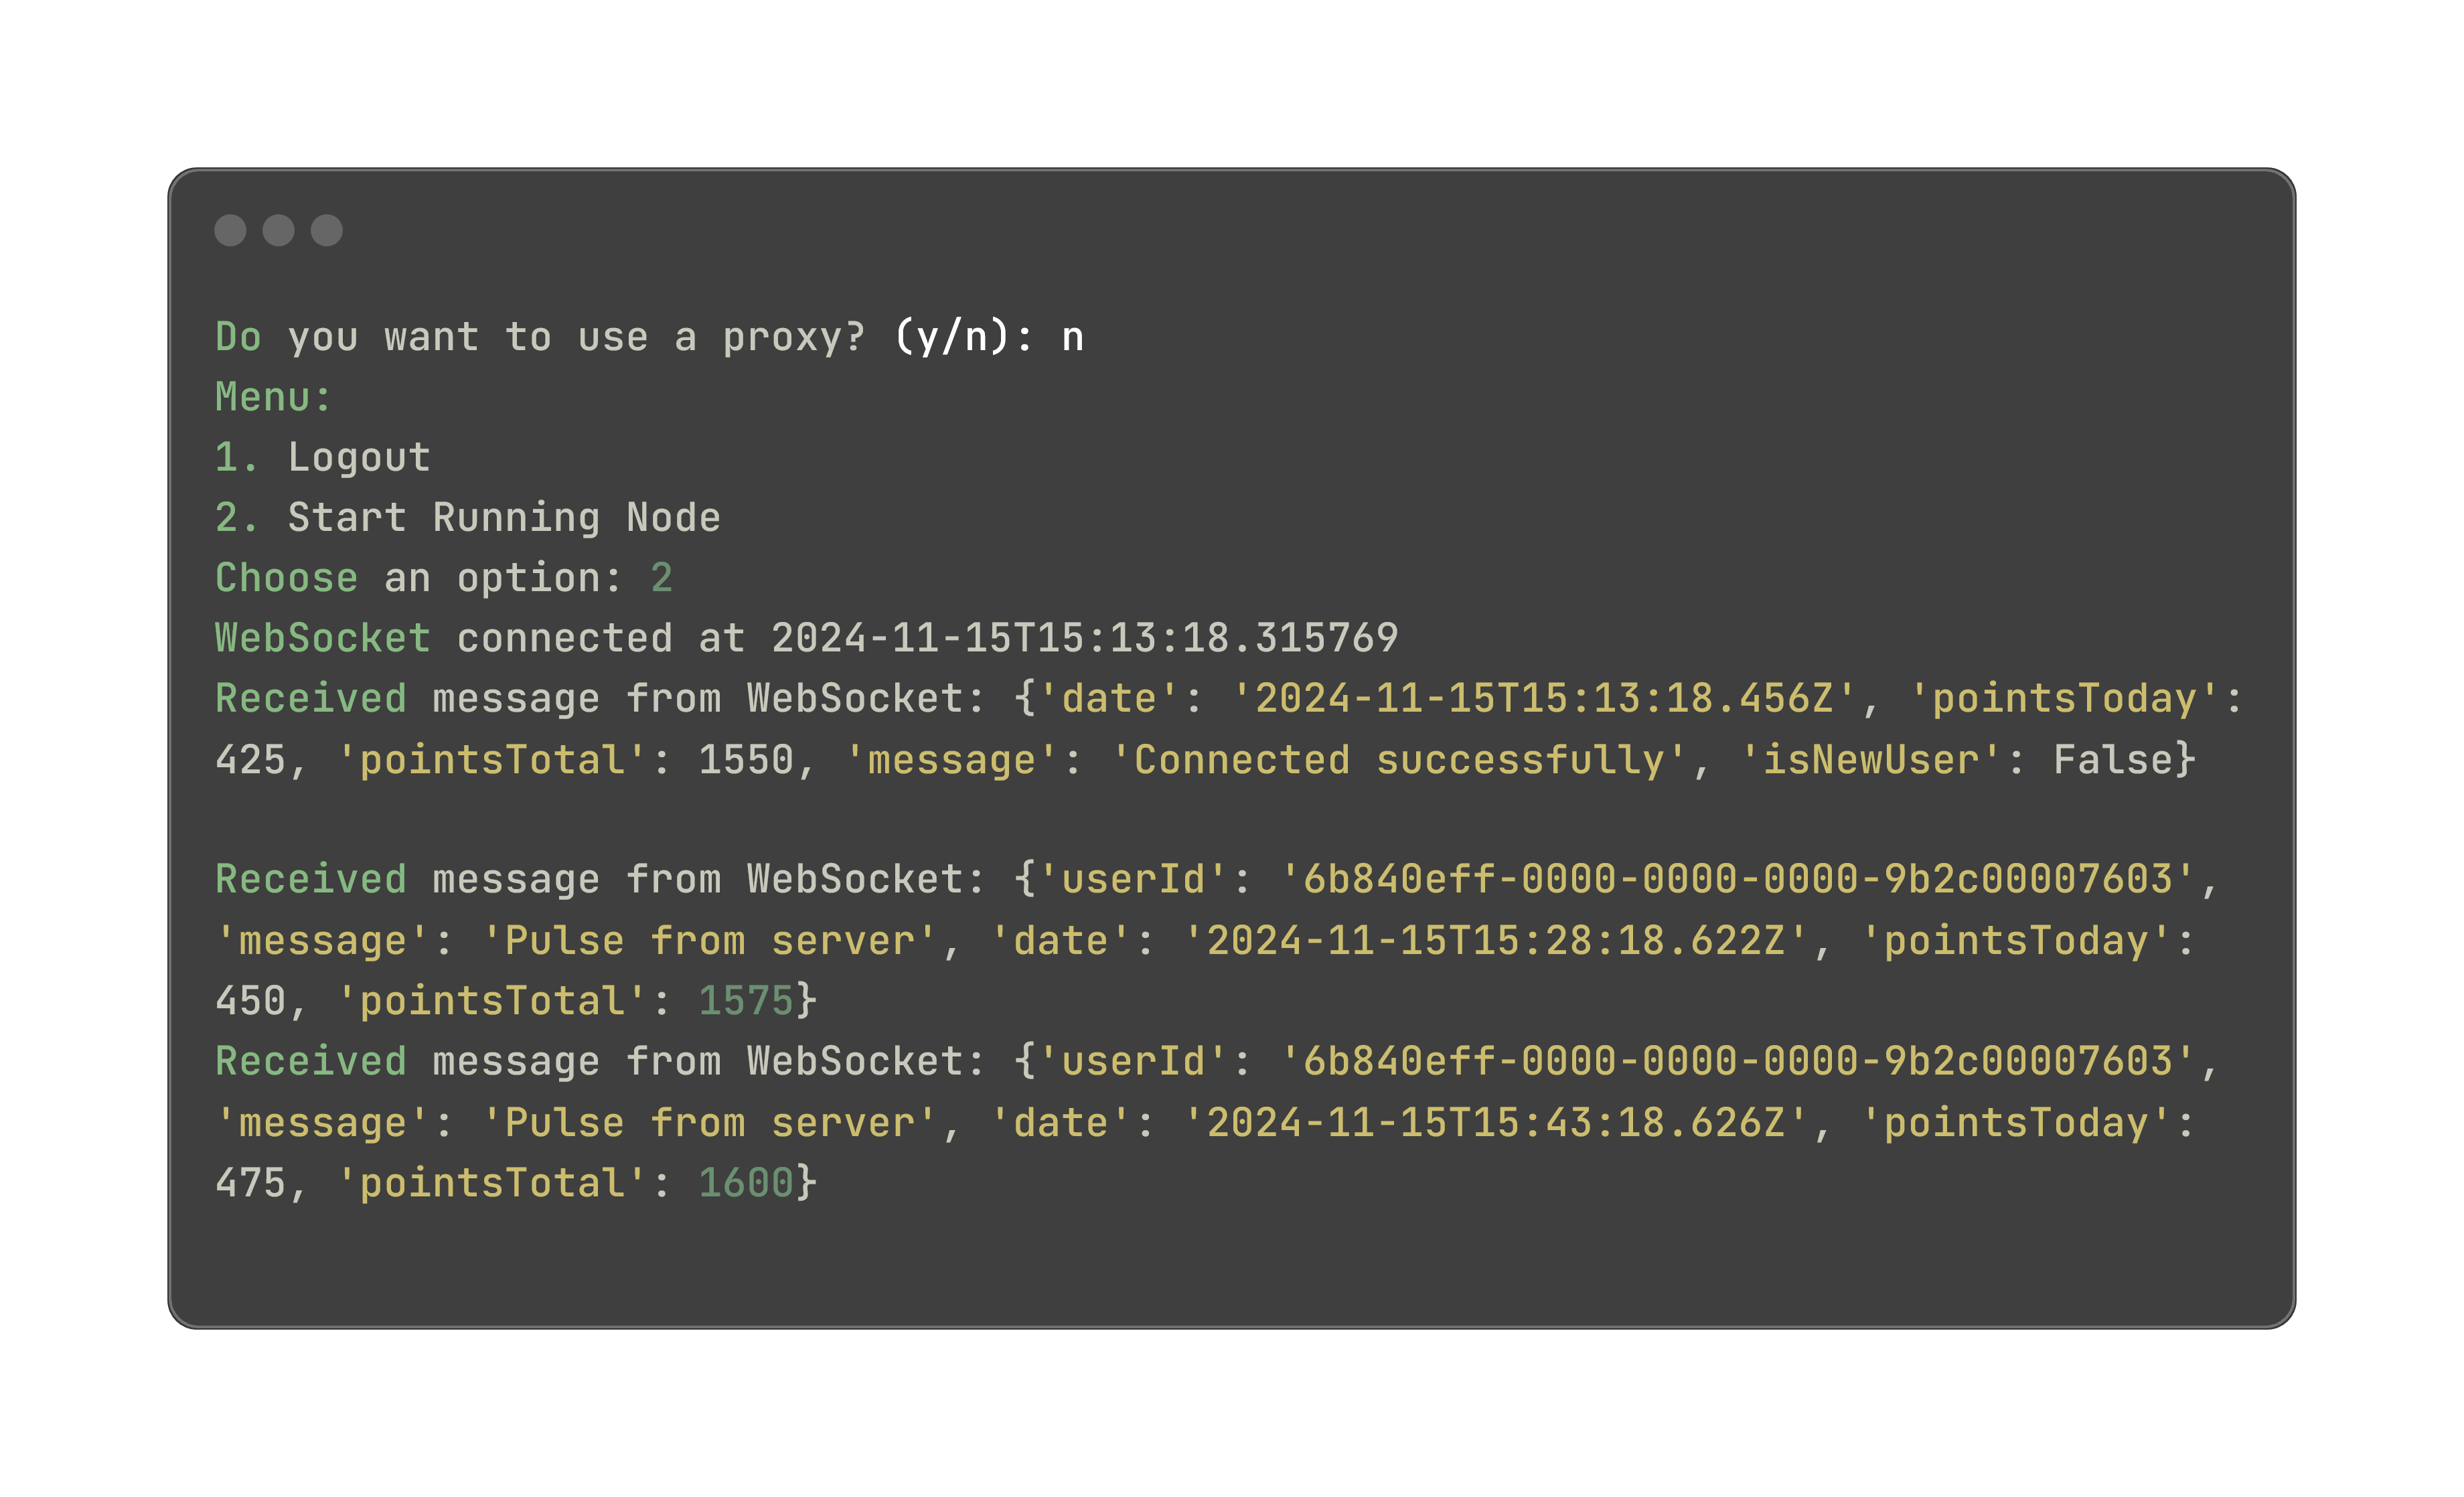 Do you want to use a proxy? (y/n): n
Menu:
1. Logout
2. Start Running Node
Choose an option: 2
WebSocket connected at 2024-11-15T15:13:18.315769
Received message from WebSocket: {'date': '2024-11-15T15:13:18.456Z', 'pointsToday':
425, 'pointsTotal': 1550, 'message': 'Connected successfully', 'isNewUser': False}
Received message from WebSocket: {'userId': '6b840eff-0000-0000-0000-9b2c00007603',
'message': 'Pulse from server', 'date': '2024-11-15T15:28:18.622Z', 'pointsToday':
450, 'pointsTotal': 1575}
Received message from WebSocket: {'userId': '6b840eff-0000-0000-0000-9b2c00007603',
'message': 'Pulse from server', 'date': '2024-11-15T15:43:18.626Z', 'pointsToday':
475, 'pointsTotal': 1600}